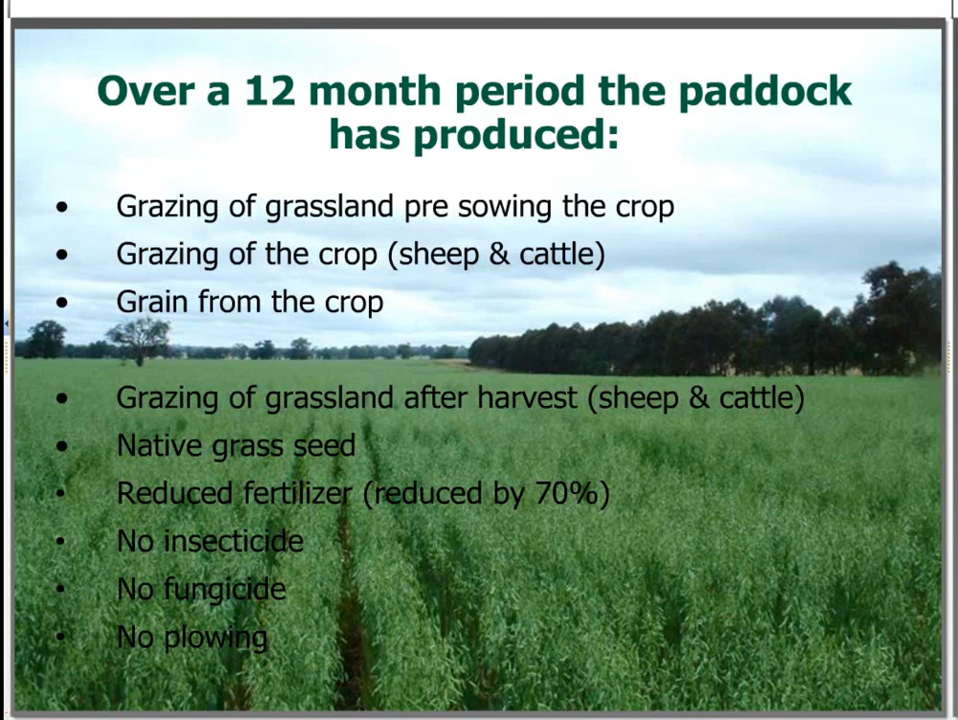 Over a 12 month period the paddock
has produced:
• Grazing of grassland pre sowing the crop
• Grazing of the crop (sheep & cattle)
• Grain from the crop
• Grazing of grassland after harvest (sheep & cattle)
• Native grass seed
• Reduced fertilizer (reduced by 70%)
• No insecticide
• No fungicide
• No plowing